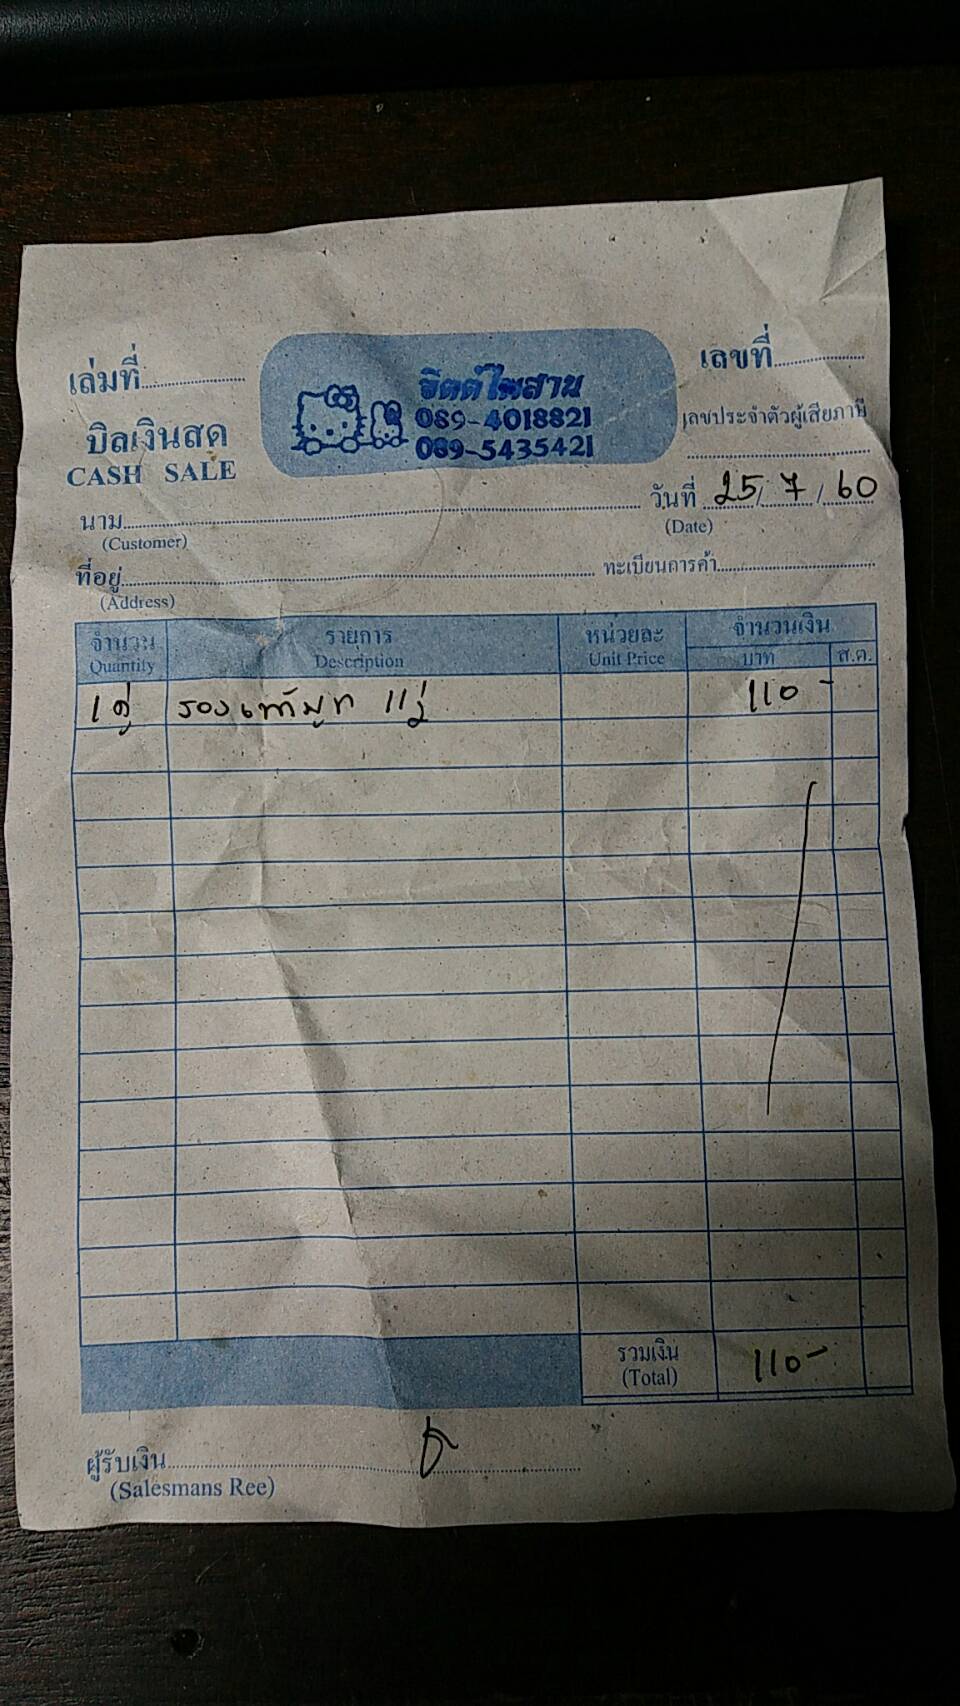 เล่มที่
จิตต์ไพสาน
089-4018821
089-5435421
เลขที่
บิลเงินสด
CASH SALE
เลขประจำตัวผู้เสียภาษี
นาม
(Customer)
วันที่ 25/7/60
(Date)
ที่อยู่
(Address)
ทะเบียนการค้า
จำนวน รายการ หน่วยละ จำนวนเงิน
Quantity Description Unit Price บาท ส.ต.
1 คู่ รองเท้าบูท 110 -
รวมเงิน 110 -
(Total)
ผู้รับเงิน
(Salesmans Ree)